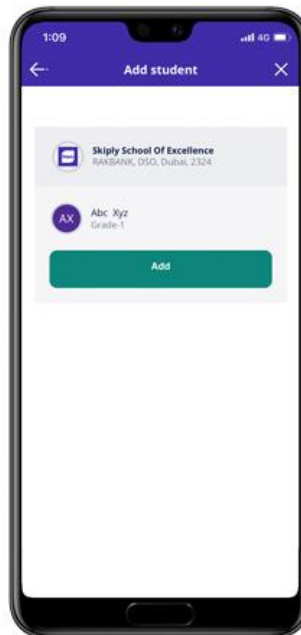 1:09
4G
Add student
Skiply School Of Excellence
RAKBANK, DSO, Dubai, 2324
AX
Abc Xyz
Grade-1
Add